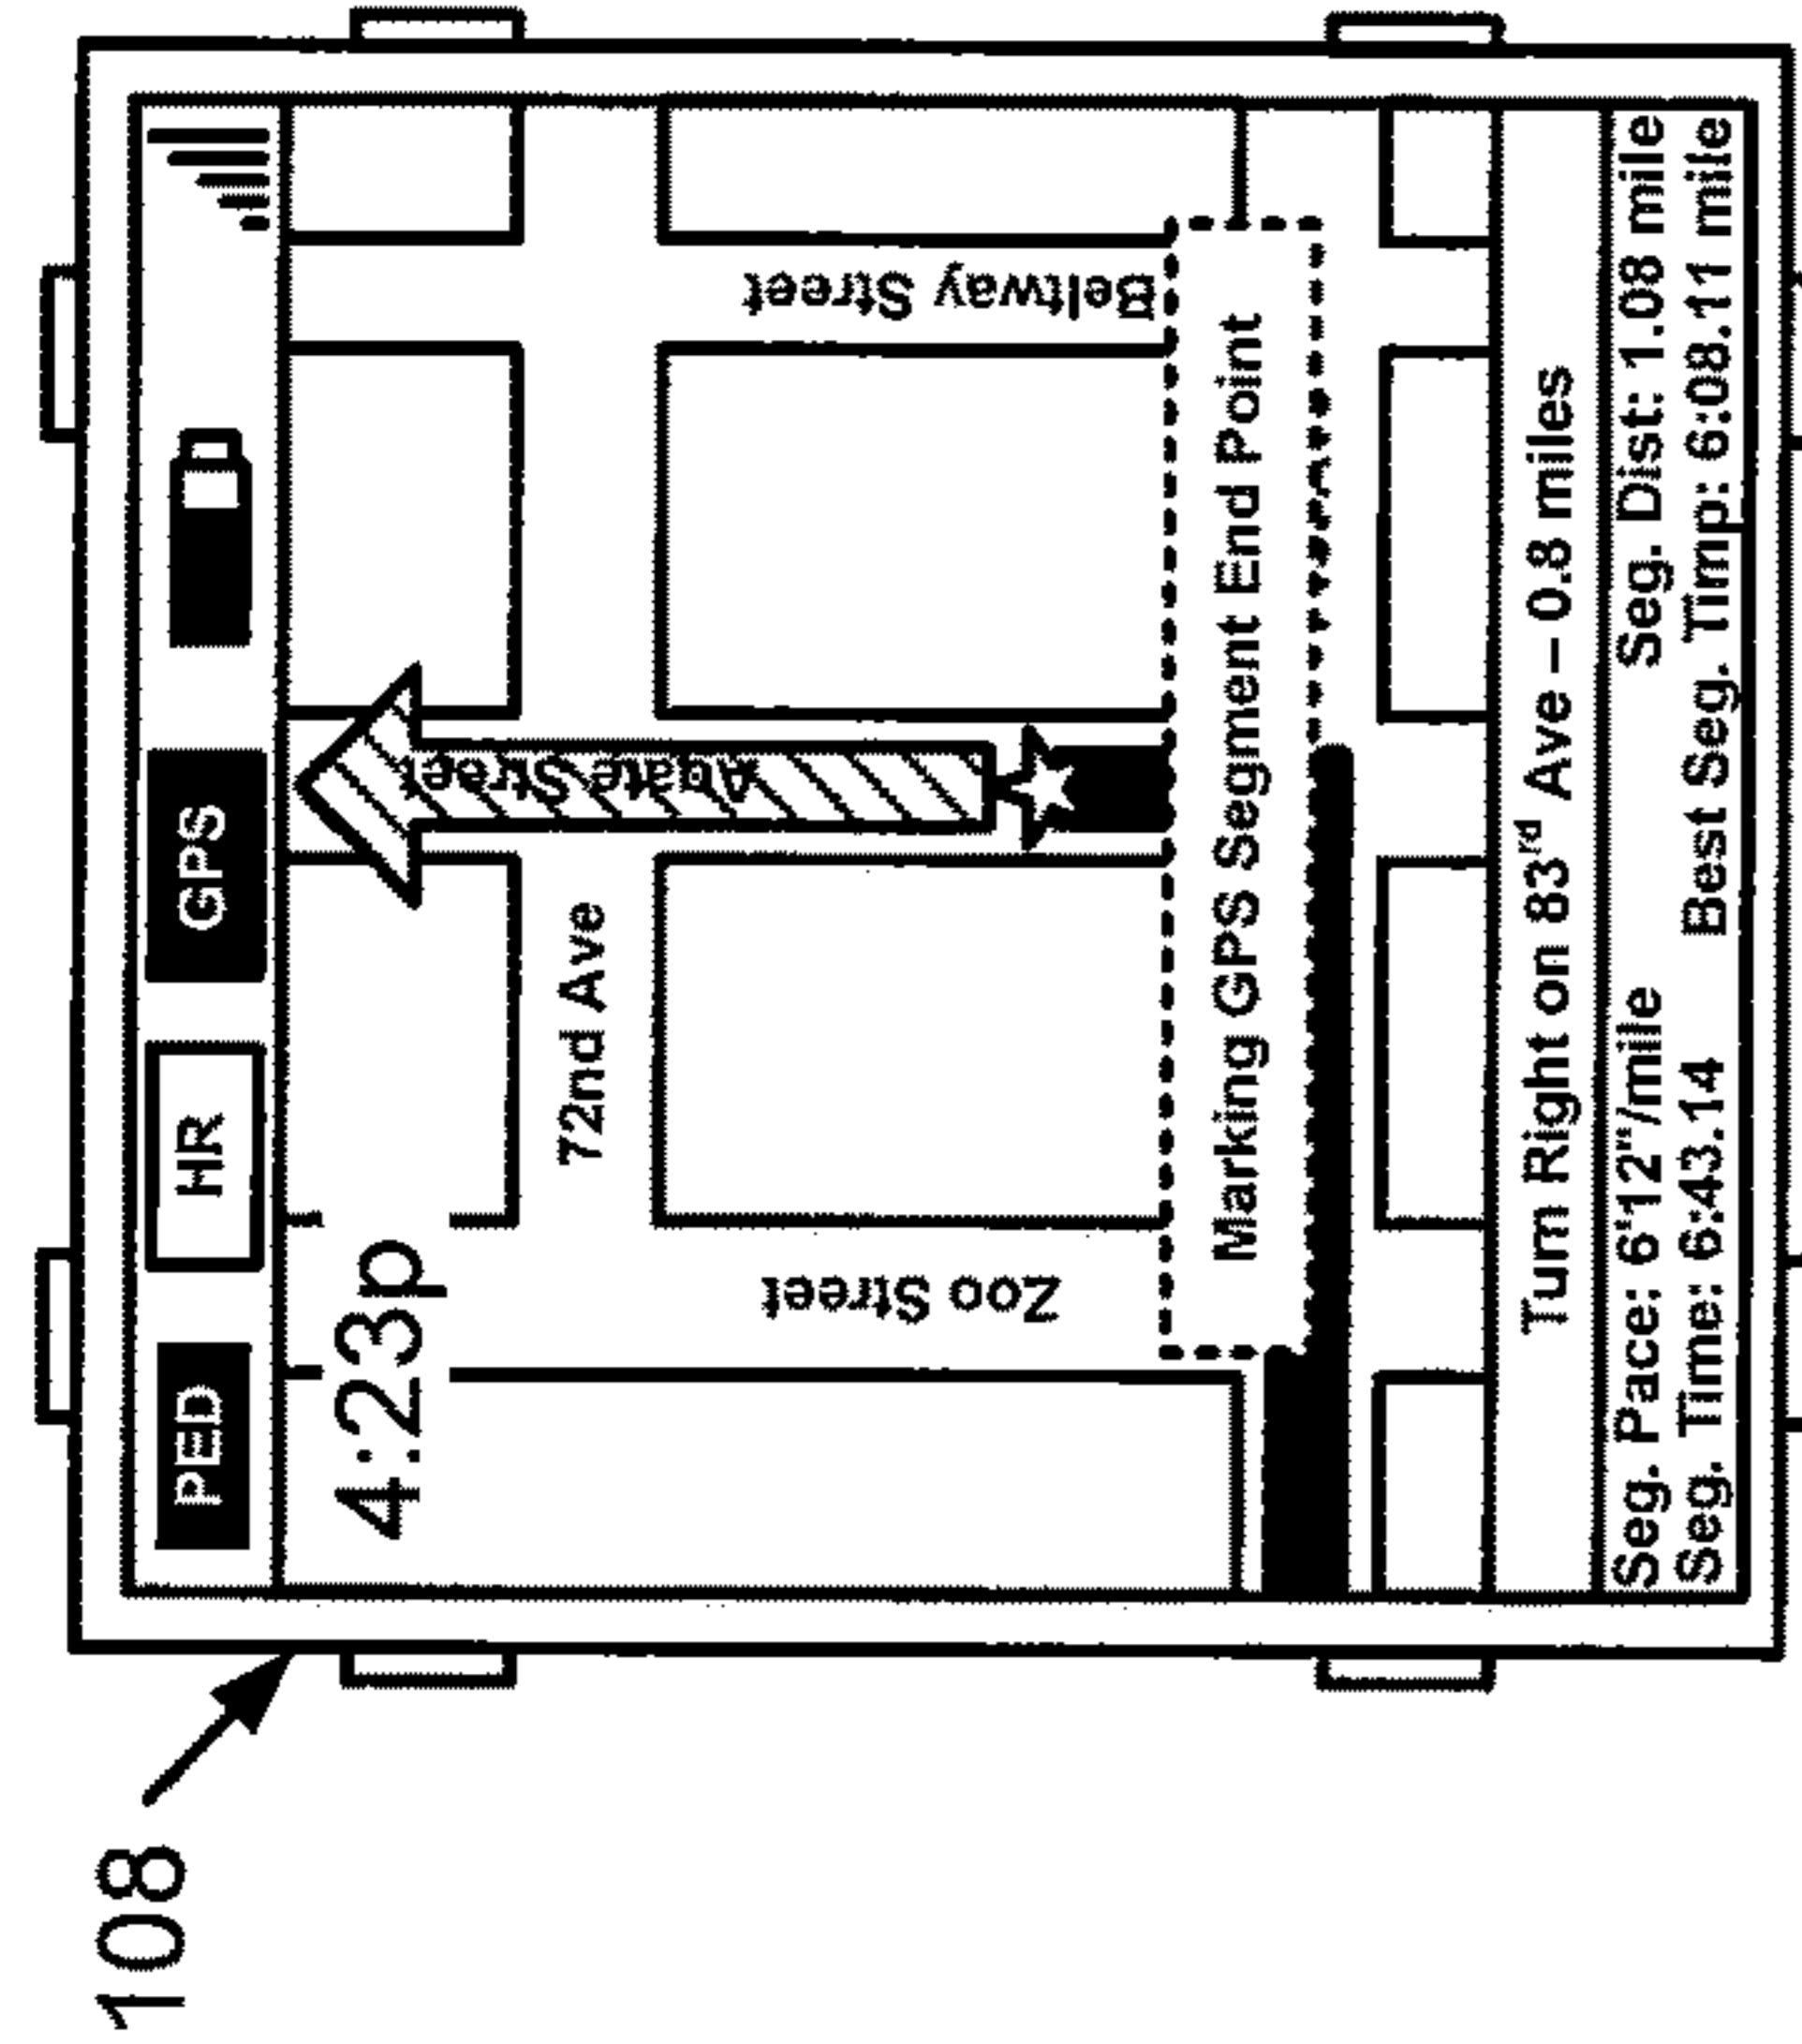 108
PED HR GPS
4:23p
72nd Ave
Zoo Street
Agate Street
Beltway Street
Marking GPS Segment End Point
Turn Right on 83rd Ave – 0.8 miles
Seg. Pace: 6'12"/mile Seg. Dist: 1.08 mile
Seg. Time: 6:43.14 Best Seg. Timp: 6:08.11 mile